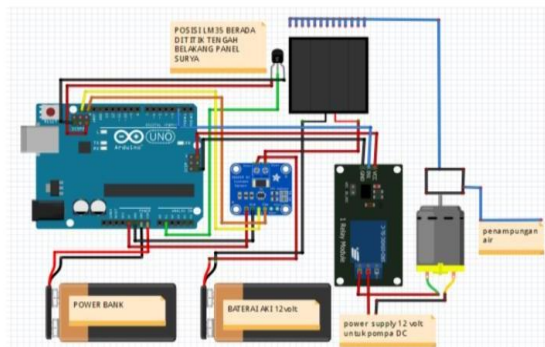 POSISI LM35 BERADA
DITITIK TENGAH
BELAKANG PANEL
SURYA
UNO
Arduino
1 Relay Module
penampungan
air
POWER BANK
BATERAI AKI 12volt
power supply 12 volt
untuk pompa DC